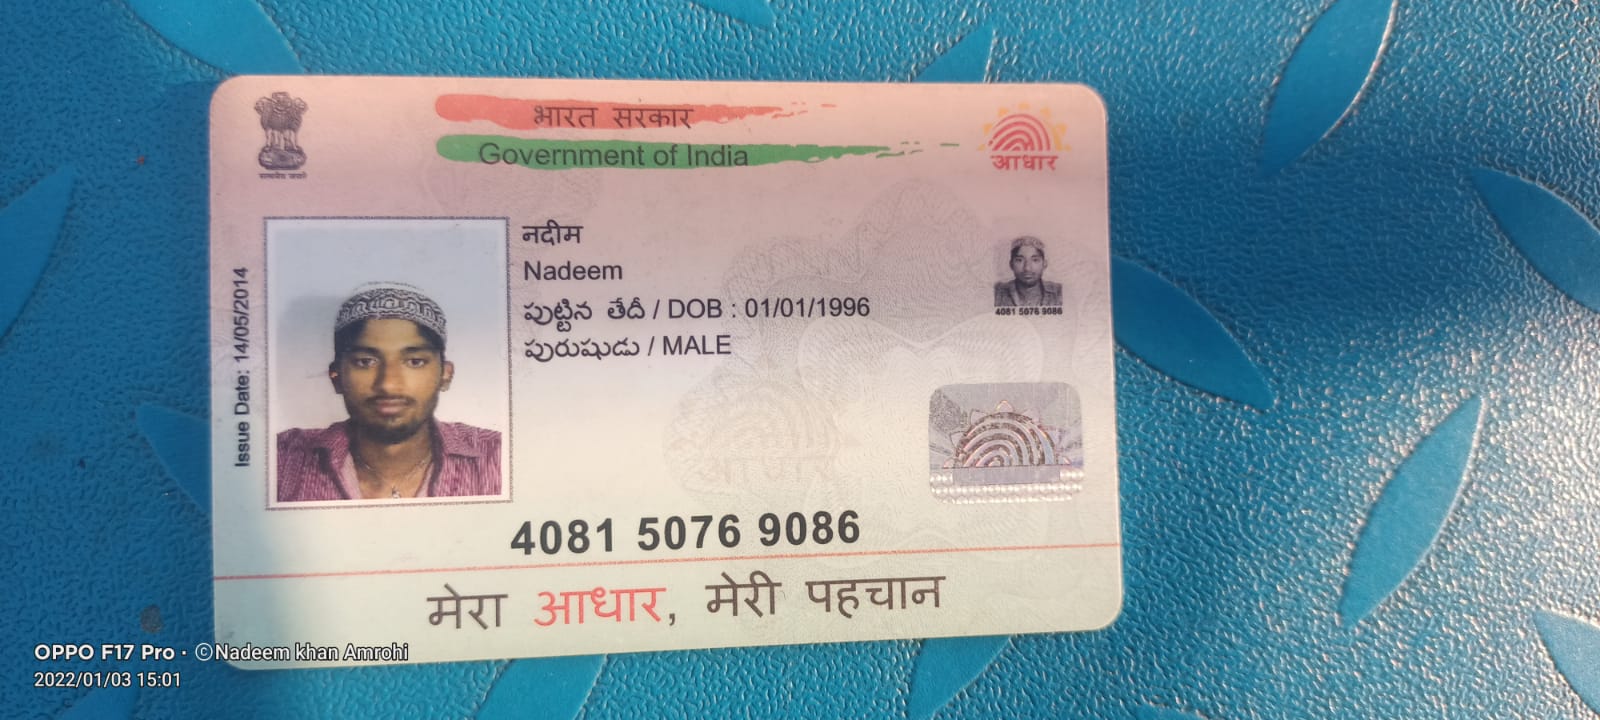 भारत सरकार
Government of India
सत्यमेव जयते
आधार
Issue Date: 14/05/2014
नदीम
Nadeem
పుట్టిన తేదీ / DOB : 01/01/1996
పురుషుడు / MALE
4081 5076 9086
आधार
4081 5076 9086
मेरा आधार, मेरी पहचान
OPPO F17 Pro · ©Nadeem khan Amrohi
2022/01/03 15:01